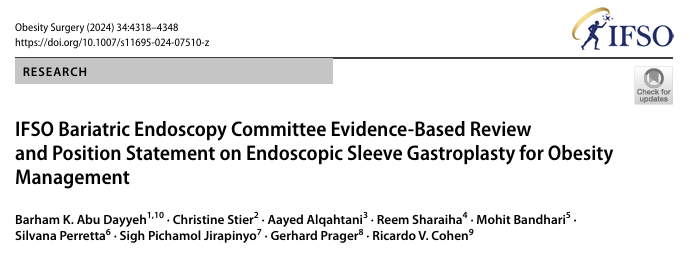 Obesity Surgery (2024) 34:4318–4348
https://doi.org/10.1007/s11695-024-07510-z
IFSO
RESEARCH
Check for
updates
IFSO Bariatric Endoscopy Committee Evidence-Based Review
and Position Statement on Endoscopic Sleeve Gastroplasty for Obesity
Management
Barham K. Abu Dayyeh1,10 · Christine Stier2 · Aayed Alqahtani3 · Reem Sharaiha4 · Mohit Bandhari5 ·
Silvana Perretta6 · Sigh Pichamol Jirapinyo7 · Gerhard Prager8 · Ricardo V. Cohen9